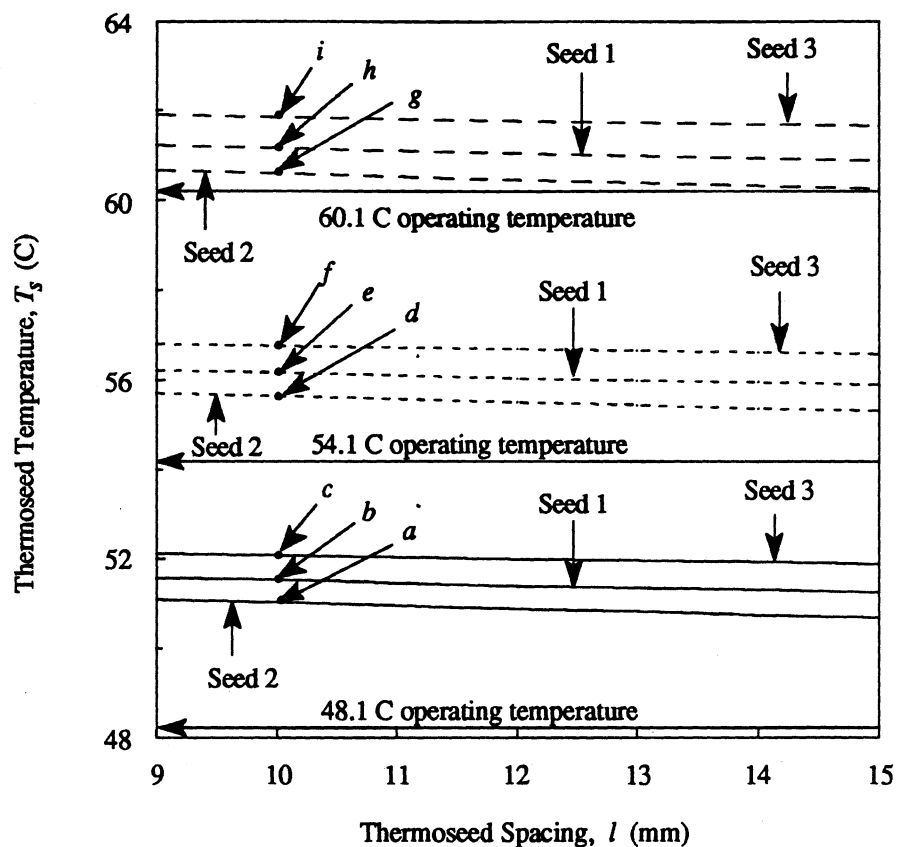 64
60
56
52
48
9
10
11
12
13
14
15
Thermoseed Temperature, Ts (C)
Thermoseed Spacing, l (mm)
i
h
g
Seed 1
Seed 3
Seed 2
60.1 C operating temperature
f
e
d
Seed 1
Seed 3
Seed 2
54.1 C operating temperature
c
b
a
Seed 1
Seed 3
Seed 2
48.1 C operating temperature